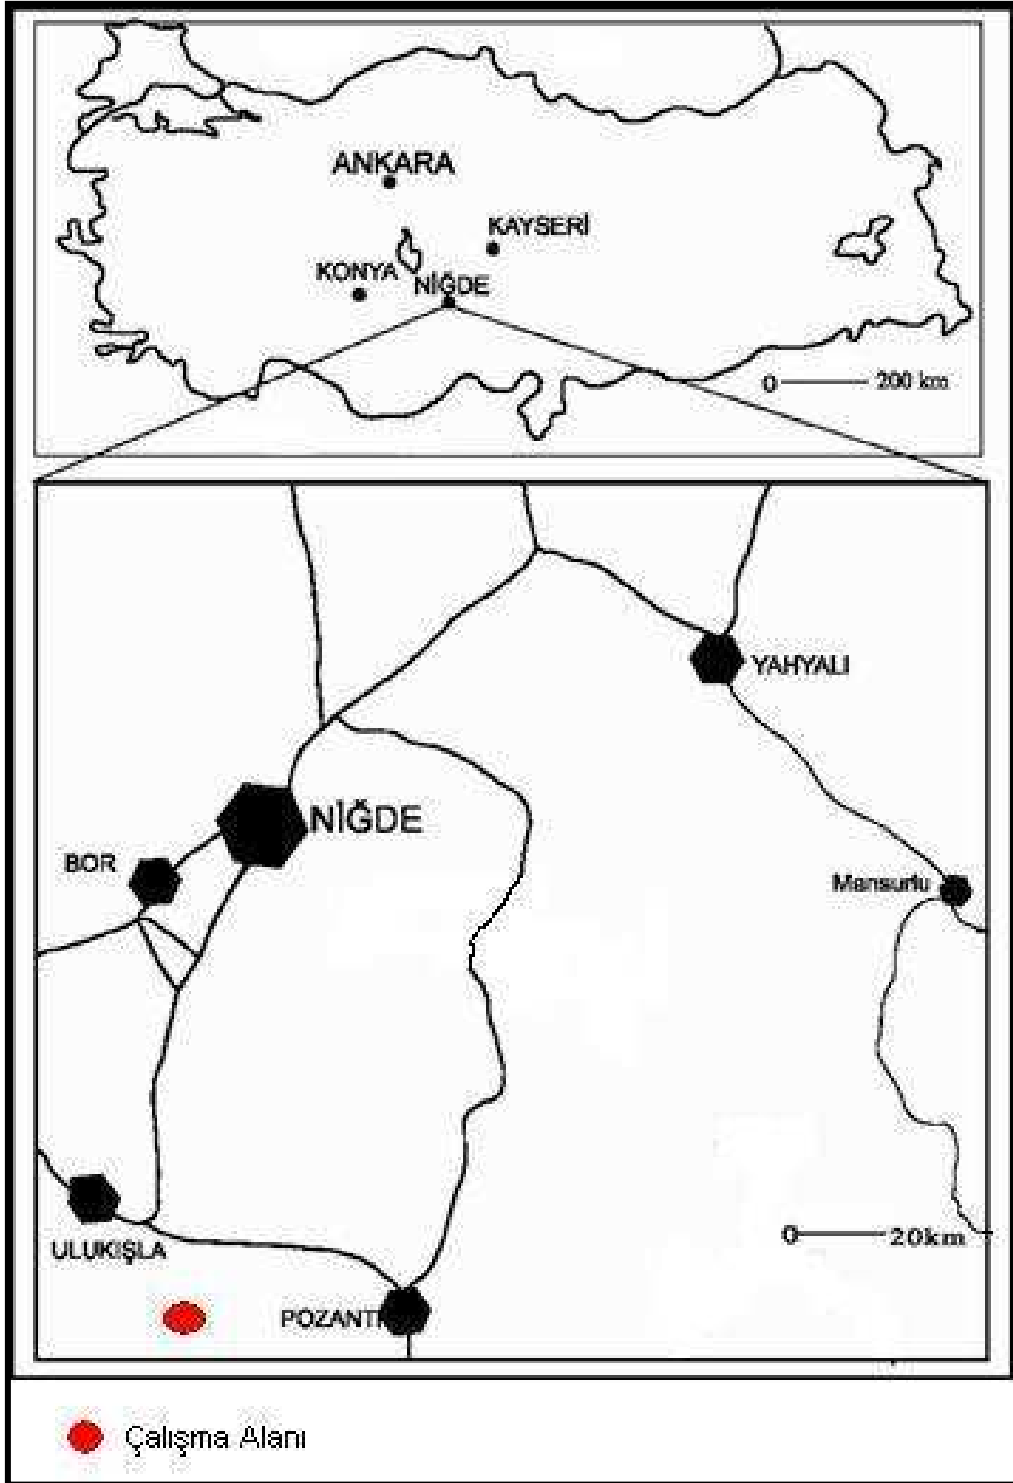 ANKARA
KAYSERİ
KONYA
NİĞDE
0 200 km
YAHYALI
NİĞDE
BOR
Mansurlu
0 20km
ULUKIŞLA
POZANTI
Çalışma Alanı